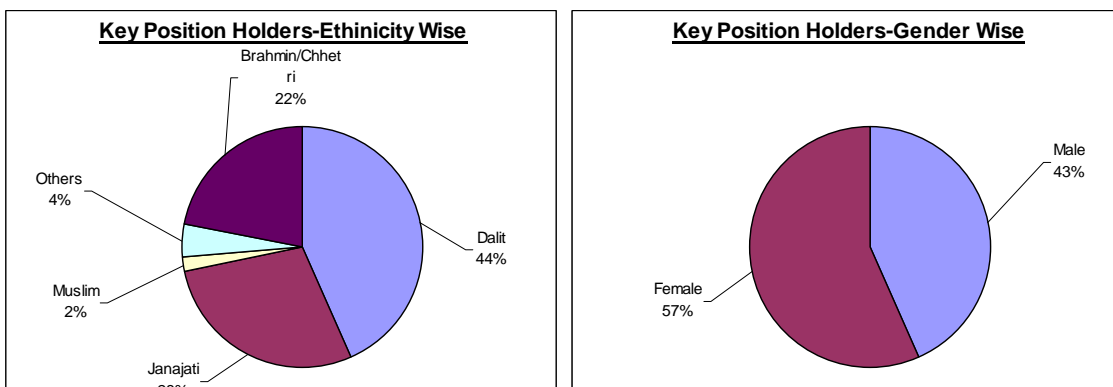 Key Position Holders-Ethinicity Wise
Brahmin/Chhet
ri
22%
Others
4%
Dalit
44%
Muslim
2%
Janajati
Key Position Holders-Gender Wise
Male
43%
Female
57%